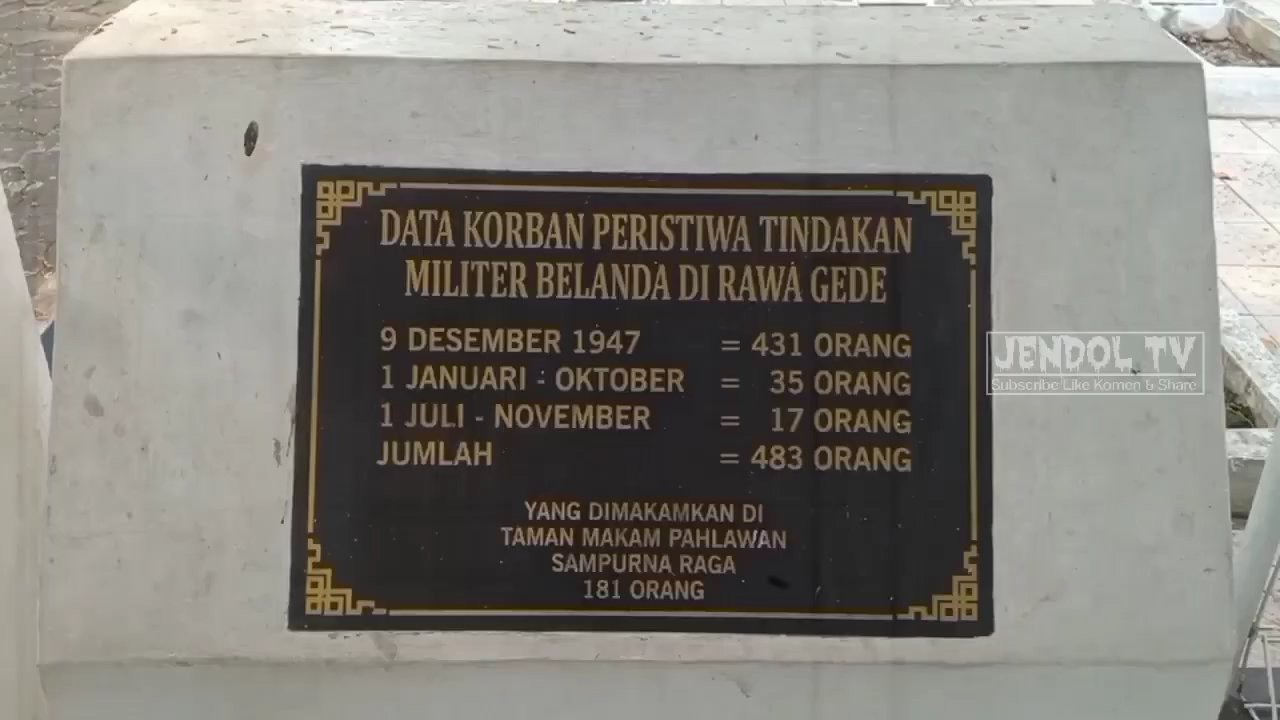 DATA KORBAN PERISTIWA TINDAKAN
MILITER BELANDA DI RAWA GEDE
9 DESEMBER 1947 = 431 ORANG
1 JANUARI - OKTOBER = 35 ORANG
1 JULI - NOVEMBER = 17 ORANG
JUMLAH = 483 ORANG
YANG DIMAKAMKAN DI
TAMAN MAKAM PAHLAWAN
SAMPURNA RAGA
181 ORANG
JENDOL TV
Subscribe Like Komen & Share